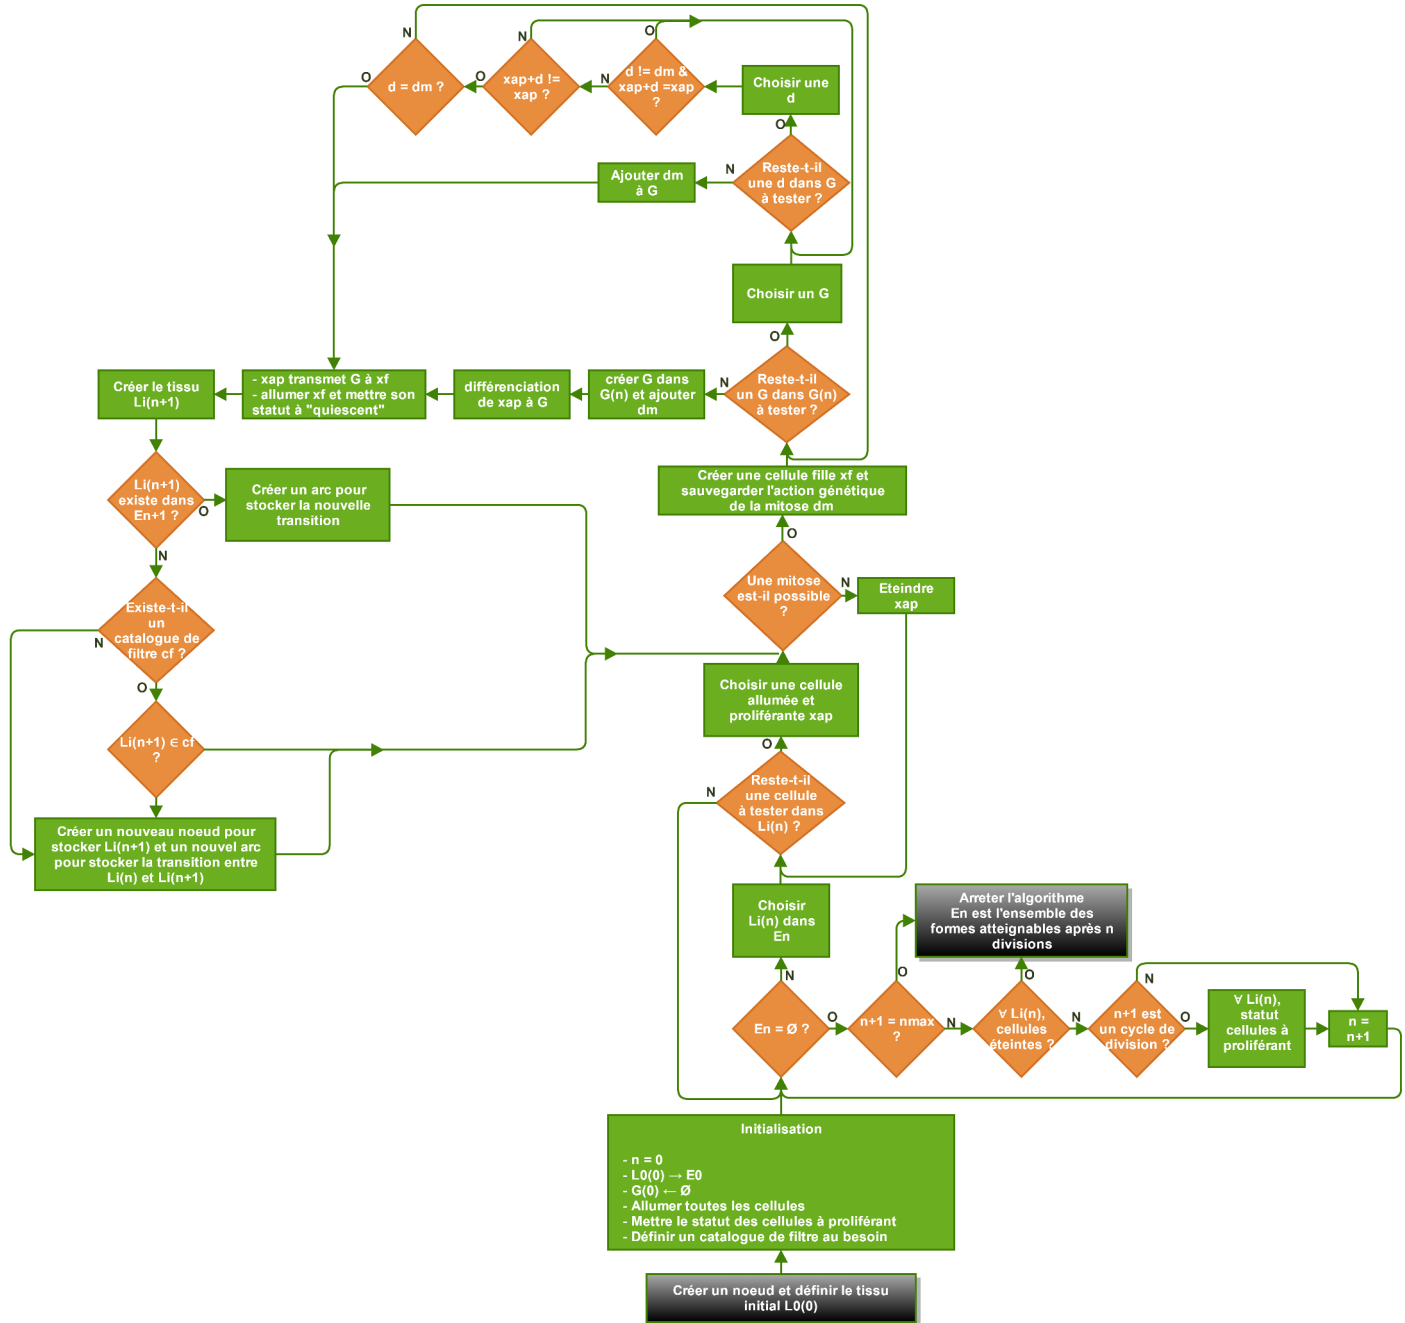 N
N
O
O
d = dm ?
O
xap+d !=
xap ?
N
d != dm &
xap+d =xap
?
Choisir une
d
O
Reste-t-il
une d dans G
à tester ?
N
Ajouter dm
à G
Choisir un G
O
Reste-t-il
un G dans G(n)
à tester ?
N
créer G dans
G(n) et ajouter
dm
différenciation
de xap à G
- xap transmet G à xf
- allumer xf et mettre son
statut à "quiescent"
Créer le tissu
Li(n+1)
Li(n+1)
existe dans
En+1 ?
O
Créer un arc pour
stocker la nouvelle
transition
N
Existe-t-il
un
catalogue de
filtre cf ?
N
O
Li(n+1) ∈ cf
?
Créer un nouveau noeud pour
stocker Li(n+1) et un nouvel arc
pour stocker la transition entre
Li(n) et Li(n+1)
Créer une cellule fille xf et
sauvegarder l'action génétique
de la mitose dm
O
Une mitose
est-il possible
?
N
Eteindre
xap
Choisir une cellule
allumée et
proliférante xap
O
Reste-t-il
une cellule
à tester dans
Li(n) ?
N
Choisir
Li(n) dans
En
N
En = Ø ?
O
n+1 = nmax
?
O
N
Arreter l'algorithme
En est l'ensemble des
formes atteignables après n
divisions
O
∀ Li(n),
cellules
éteintes ?
N
n+1 est
un cycle de
division ?
N
O
∀ Li(n),
statut
cellules à
proliférant
n =
n+1
Initialisation
- n = 0
- L0(0) → E0
- G(0) ← Ø
- Allumer toutes les cellules
- Mettre le statut des cellules à proliférant
- Définir un catalogue de filtre au besoin
Créer un noeud et définir le tissu
initial L0(0)